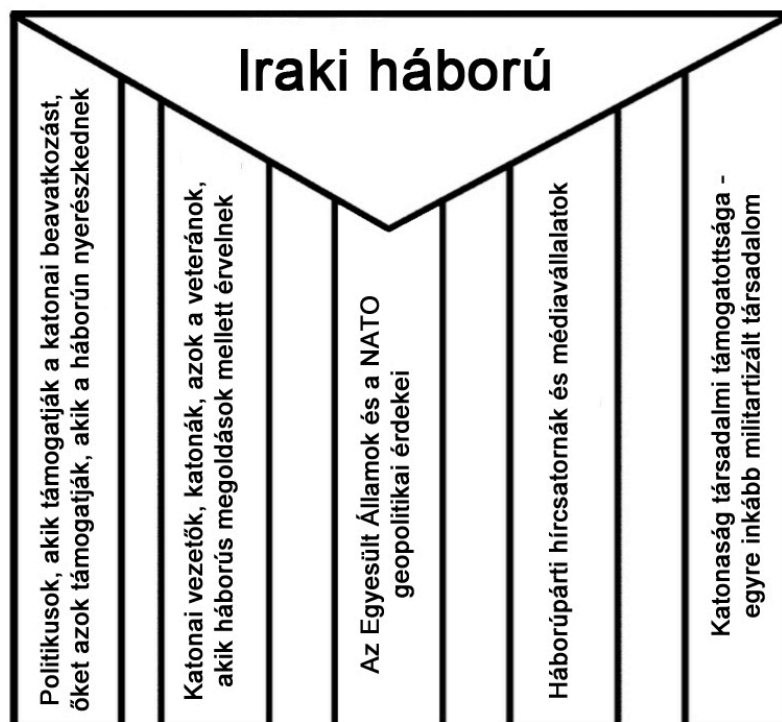 Iraki háború
Politikusok, akik támogatják a katonai beavatkozást,
őket azok támogatják, akik a háborún nyerészkednek
Katonai vezetők, katonák, azok a veteránok,
akik háborús megoldások mellett érvelnek
Az Egyesült Államok és a NATO
geopolitikai érdekei
Háborúpárti hírcsatornák és médiavállalatok
Katonaság társadalmi támogatottsága -
egyre inkább militartizált társadalom